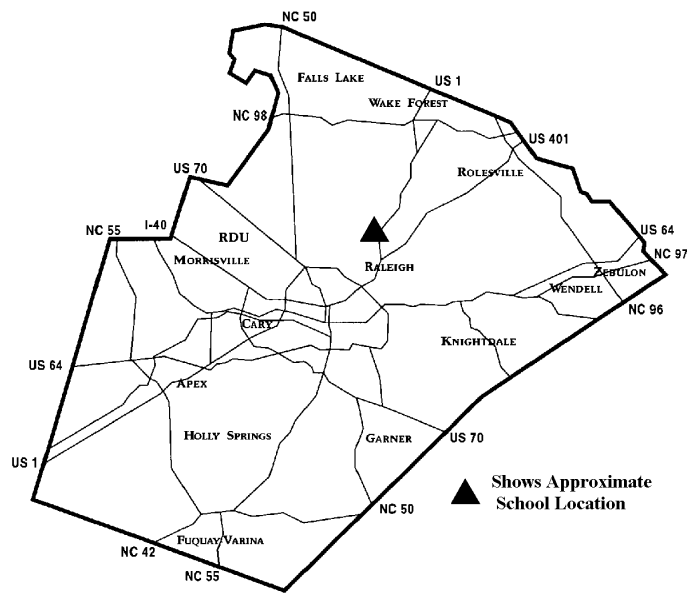 NC 50
FALLS LAKE
US 1
WAKE FOREST
NC 98
US 401
US 70
ROLESVILLE
NC 55
I-40
RDU
US 64
MORRISVILLE
RALEIGH
NC 97
ZEBULON
WENDELL
NC 96
CARY
KNIGHTDALE
US 64
APEX
HOLLY SPRINGS
GARNER
US 70
US 1
Shows Approximate
School Location
NC 50
FUQUAY-VARINA
NC 42
NC 55